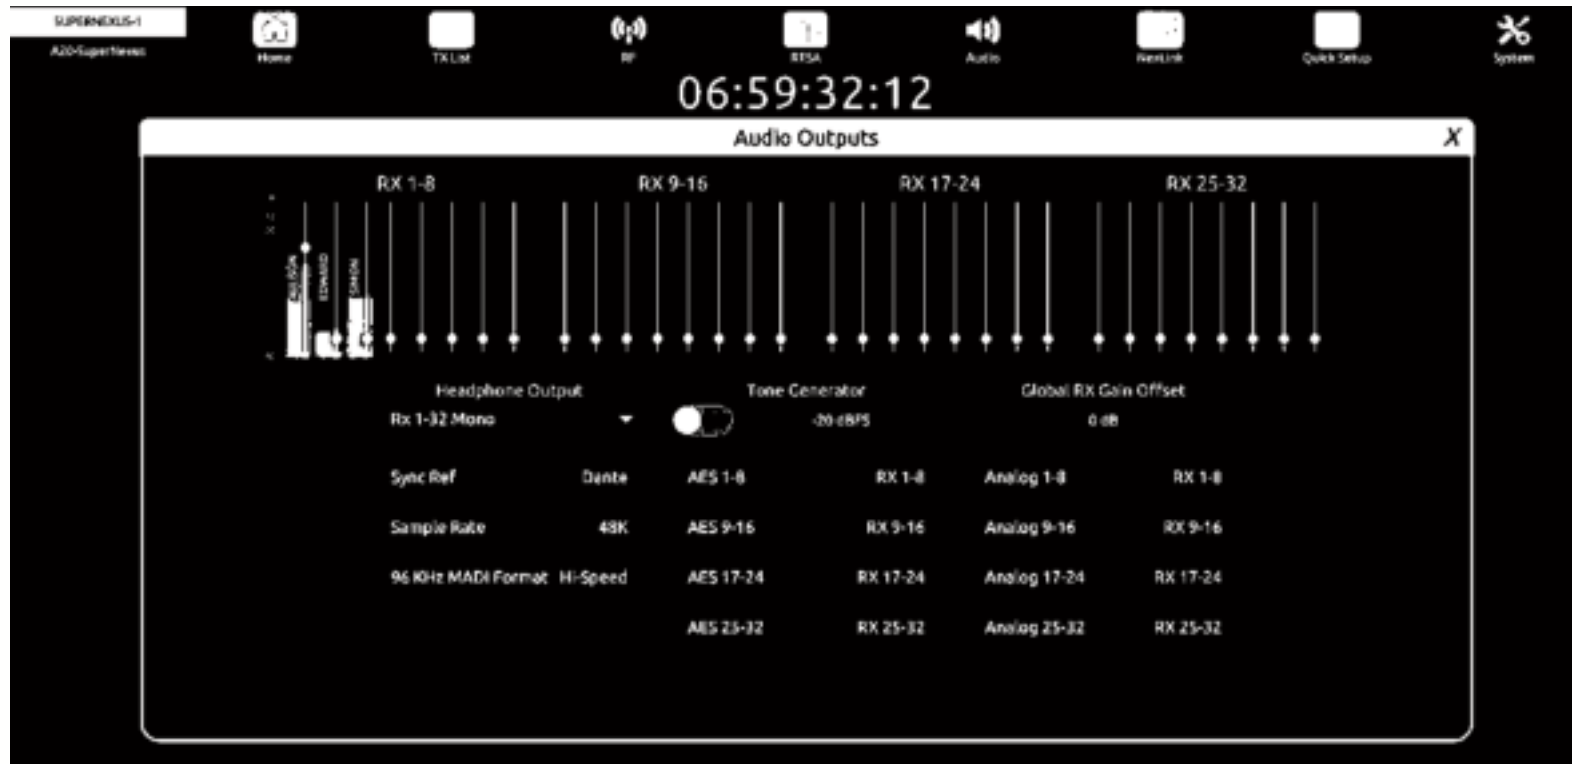 SUPERNEXUS-1
A20-SuperNexus
Home
TX List
RF
RTSA
Audio
NexLink
Quick Setup
System
06:59:32:12
Audio Outputs X
RX 1-8 RX 9-16 RX 17-24 RX 25-32
EDWARD
SIMON
Headphone Output Tone Generator Global RX Gain Offset
Rx 1-32 Mono -20 dBFS 0 dB
Sync Ref Dante AES 1-8 RX 1-8 Analog 1-8 RX 1-8
Sample Rate 48K AES 9-16 RX 9-16 Analog 9-16 RX 9-16
96 KHz MADI Format Hi-Speed AES 17-24 RX 17-24 Analog 17-24 RX 17-24
AES 25-32 RX 25-32 Analog 25-32 RX 25-32